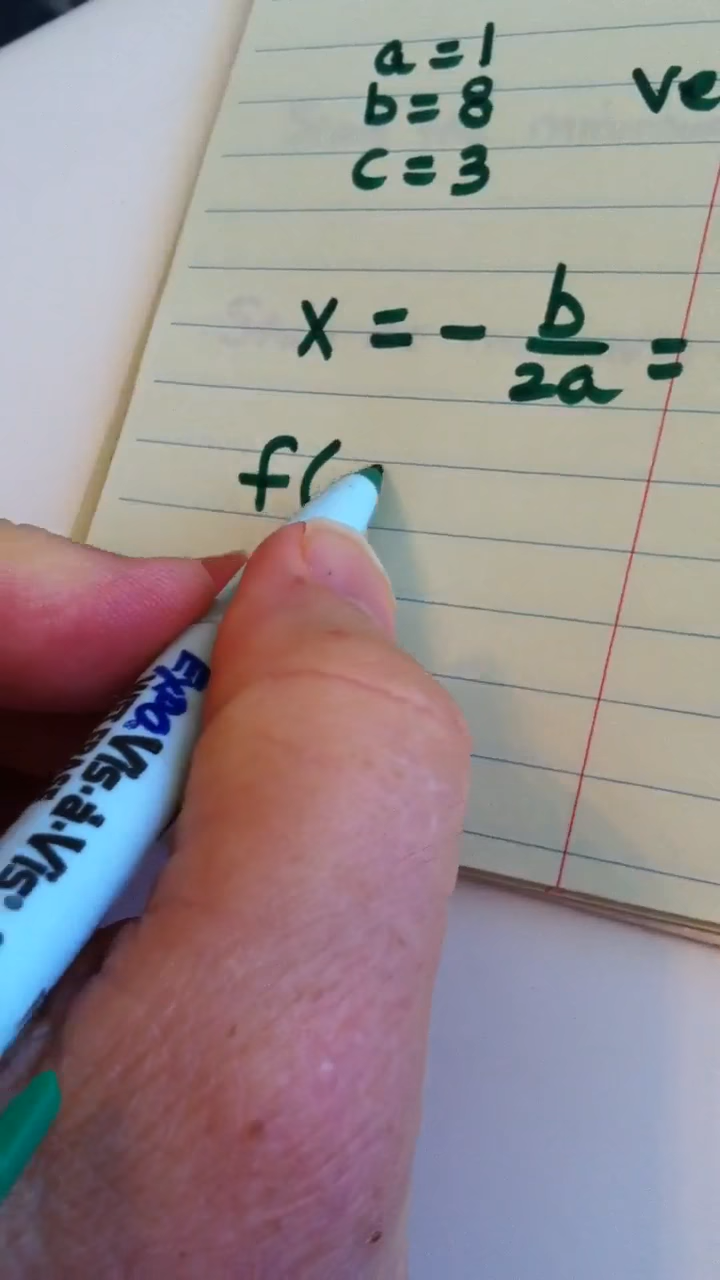 a = 1
b = 8
c = 3
ve
x = - b/2a =
f(
EXPO
Vis.à.Vis